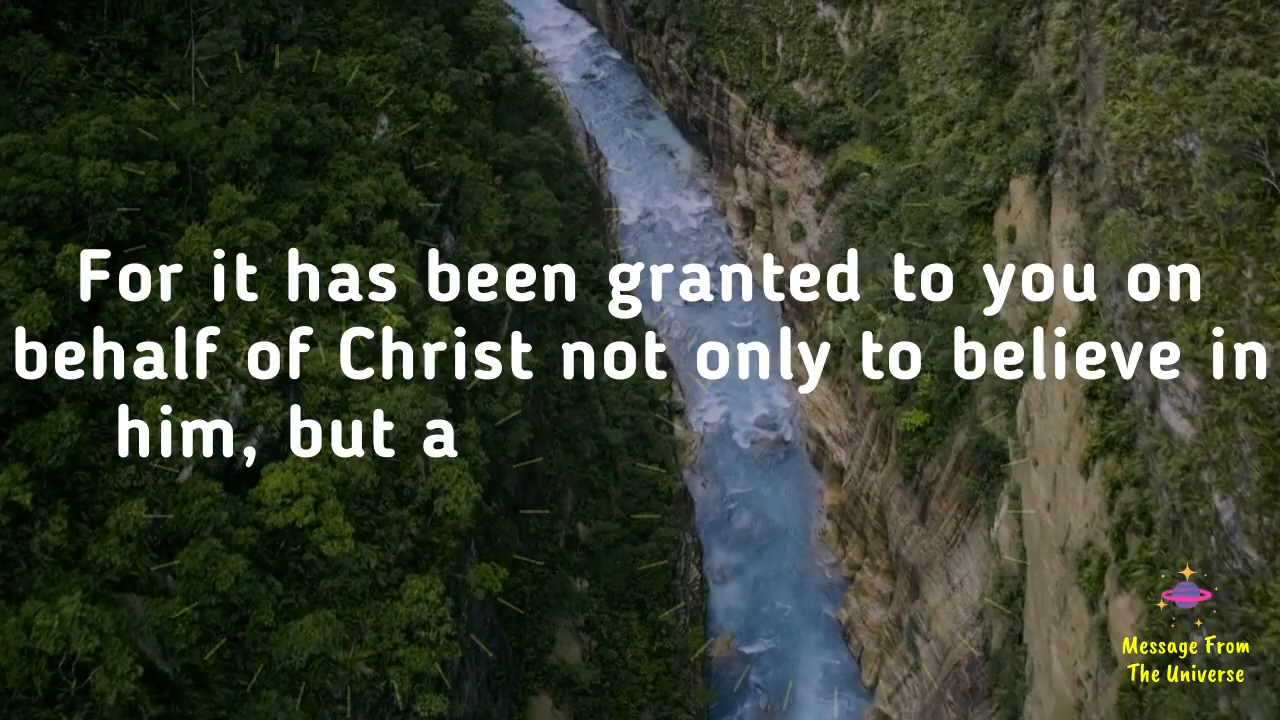 For it has been granted to you on
behalf of Christ not only to believe in
him, but a
Message From
The Universe